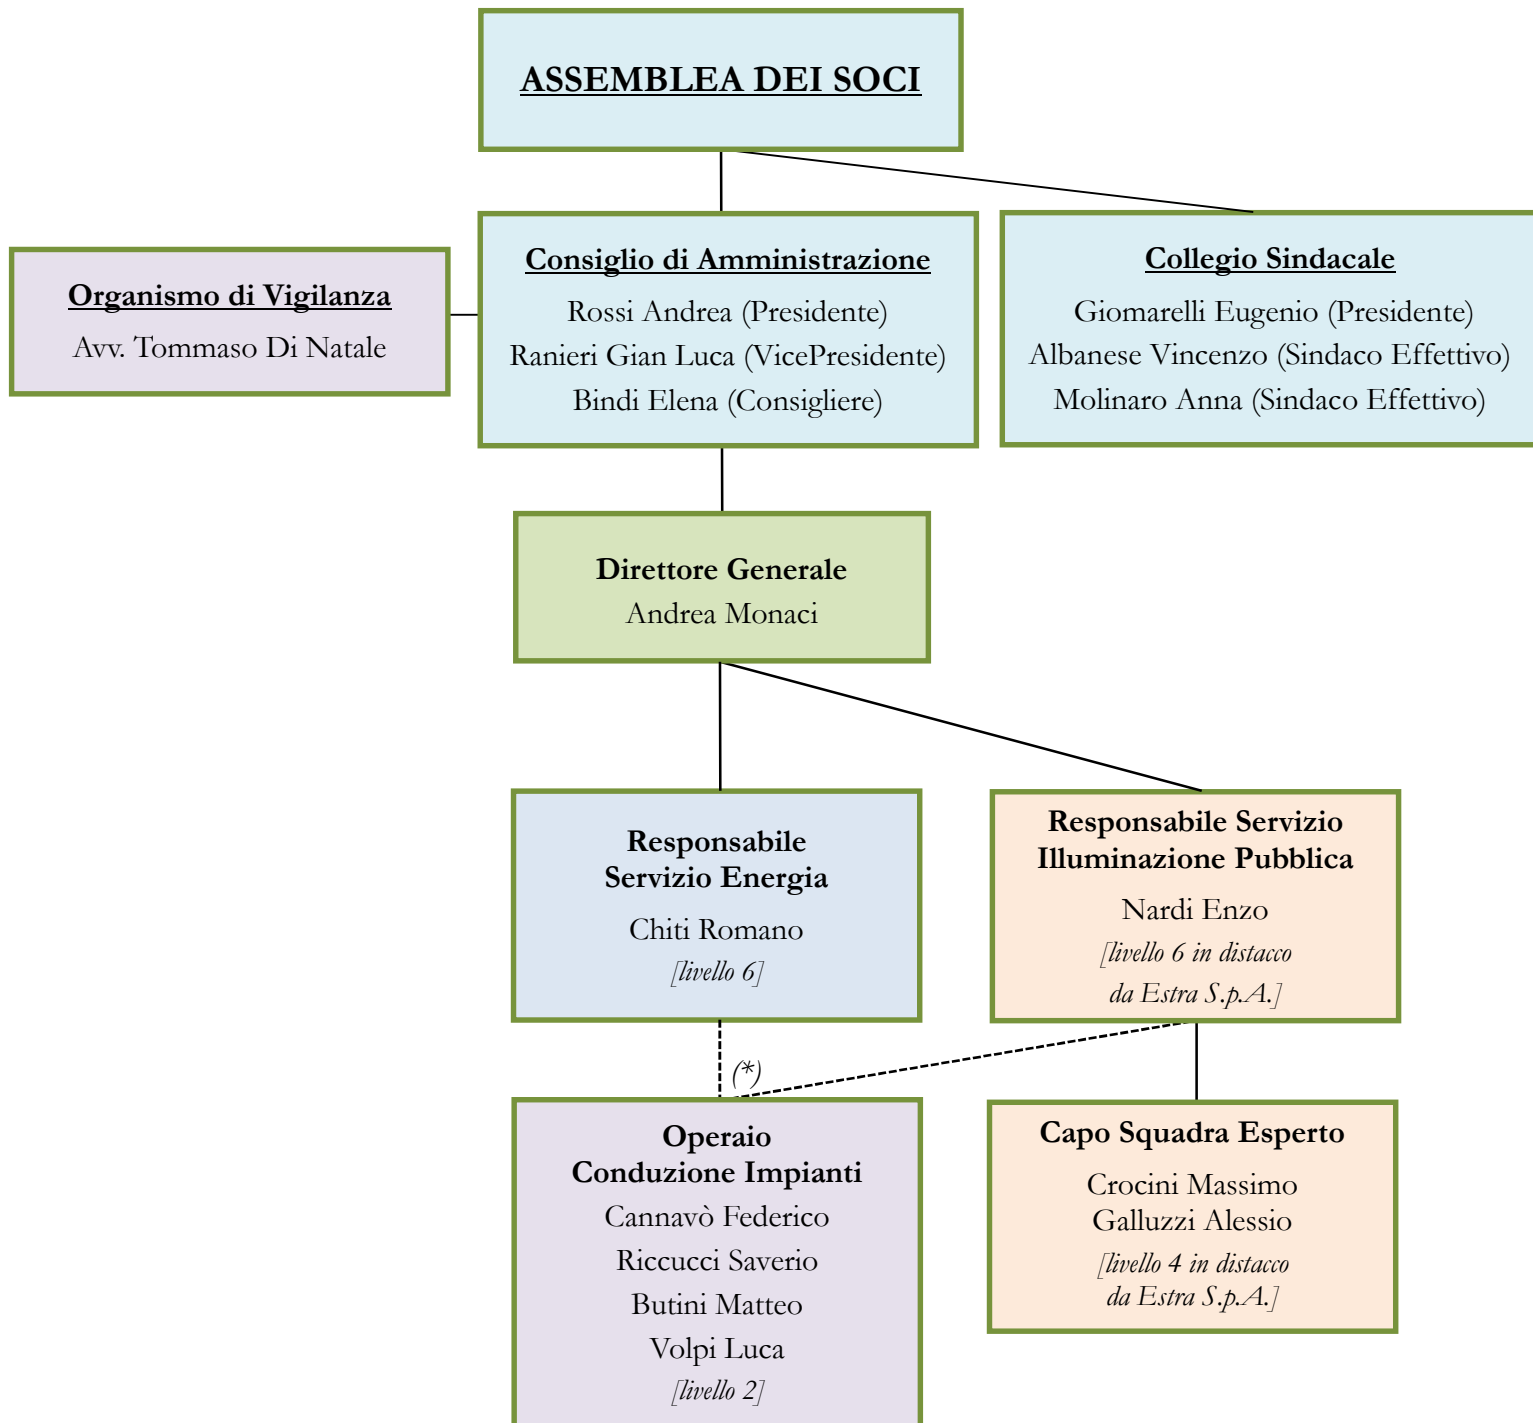 ASSEMBLEA DEI SOCI
Organismo di Vigilanza
Avv. Tommaso Di Natale
Consiglio di Amministrazione
Rossi Andrea (Presidente)
Ranieri Gian Luca (VicePresidente)
Bindi Elena (Consigliere)
Collegio Sindacale
Giomarelli Eugenio (Presidente)
Albanese Vincenzo (Sindaco Effettivo)
Molinaro Anna (Sindaco Effettivo)
Direttore Generale
Andrea Monaci
Responsabile
Servizio Energia
Chiti Romano
[livello 6]
Responsabile Servizio
Illuminazione Pubblica
Nardi Enzo
[livello 6 in distacco
da Estra S.p.A.]
(*)
Operaio
Conduzione Impianti
Cannavò Federico
Riccucci Saverio
Butini Matteo
Volpi Luca
[livello 2]
Capo Squadra Esperto
Crocini Massimo
Galluzzi Alessio
[livello 4 in distacco
da Estra S.p.A.]